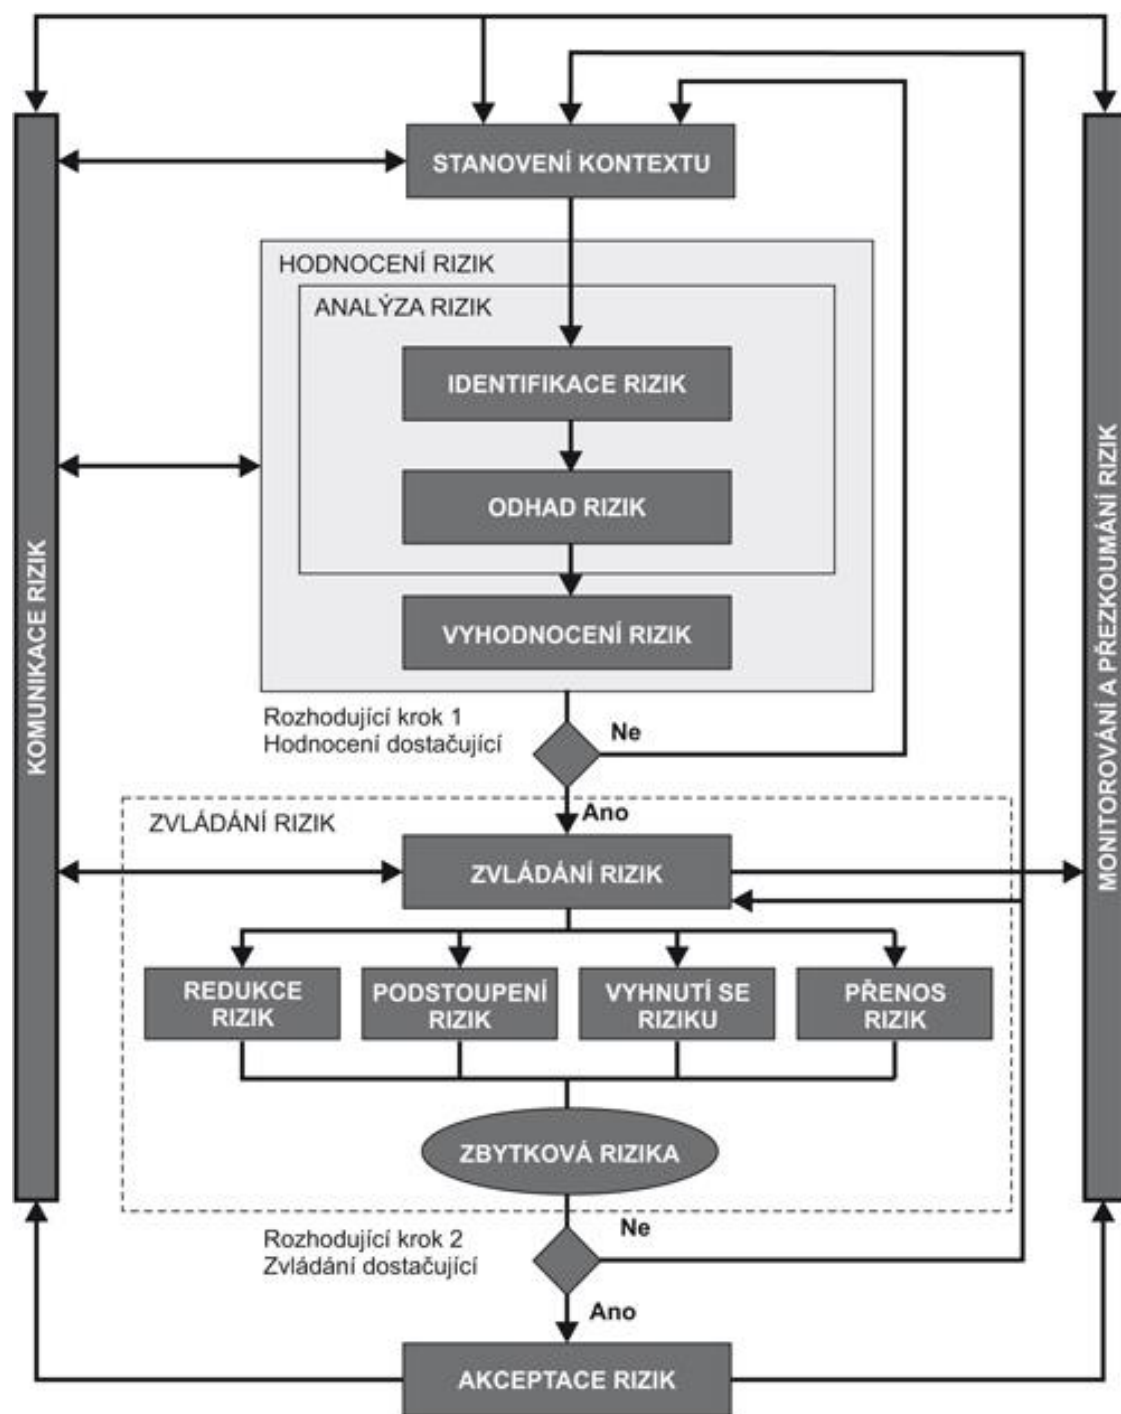 STANOVENÍ KONTEXTU
HODNOCENÍ RIZIK
ANALÝZA RIZIK
IDENTIFIKACE RIZIK
ODHAD RIZIK
VYHODNOCENÍ RIZIK
KOMUNIKACE RIZIK
MONITOROVÁNÍ A PŘEZKOUMÁNÍ RIZIK
Rozhodující krok 1
Hodnocení dostačující
Ne
Ano
ZVLÁDÁNÍ RIZIK
ZVLÁDÁNÍ RIZIK
REDUKCE
RIZIK
PODSTOUPENÍ
RIZIK
VYHNUTÍ SE
RIZIKU
PŘENOS
RIZIK
ZBYTKOVÁ RIZIKA
Rozhodující krok 2
Zvládání dostačující
Ne
Ano
AKCEPTACE RIZIK